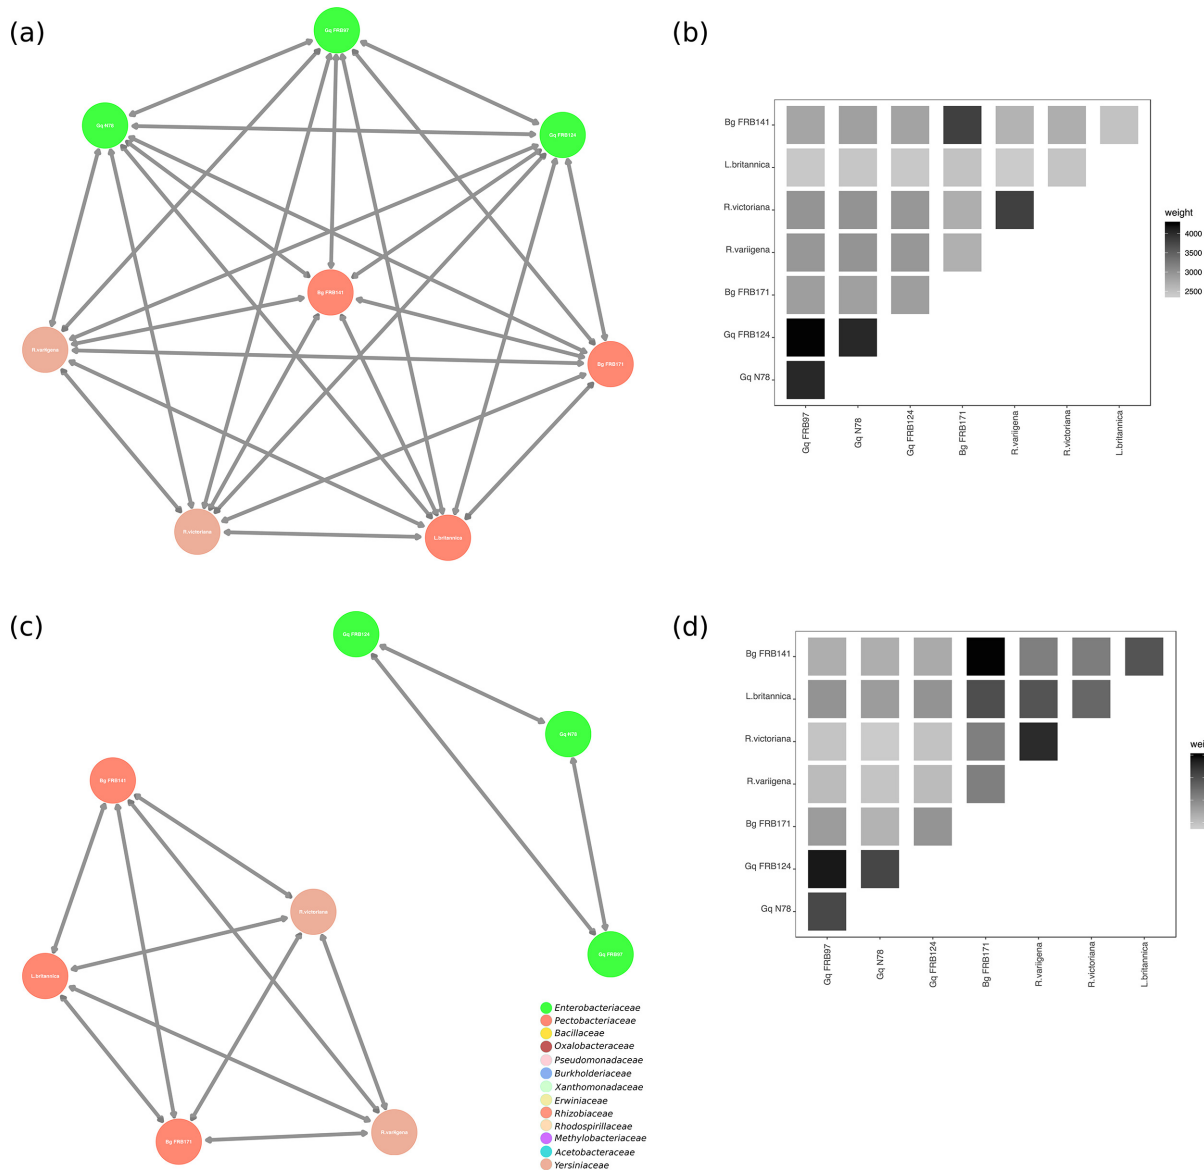 (a)
Gq FRB97
Gq N78
Gq FRB124
Bg FRB141
R.variigena
Bg FRB171
R.victoriana
L.britannica
(b)
Bg FRB141
L.britannica
R.victoriana
R.variigena
Bg FRB171
Gq FRB124
Gq N78
Gq FRB97
Gq N78
Gq FRB124
Bg FRB171
R.variigena
R.victoriana
L.britannica
weight
4000
3500
3000
2500
(c)
Gq FRB124
Gq N78
Bg FRB141
R.victoriana
L.britannica
Gq FRB97
Bg FRB171
R.variigena
Enterobacteriaceae
Pectobacteriaceae
Bacillaceae
Oxalobacteraceae
Pseudomonadaceae
Burkholderiaceae
Xanthomonadaceae
Erwiniaceae
Rhizobiaceae
Rhodospirillaceae
Methylobacteriaceae
Acetobacteraceae
Yersiniaceae
(d)
Bg FRB141
L.britannica
R.victoriana
R.variigena
Bg FRB171
Gq FRB124
Gq N78
Gq FRB97
Gq N78
Gq FRB124
Bg FRB171
R.variigena
R.victoriana
L.britannica
wei